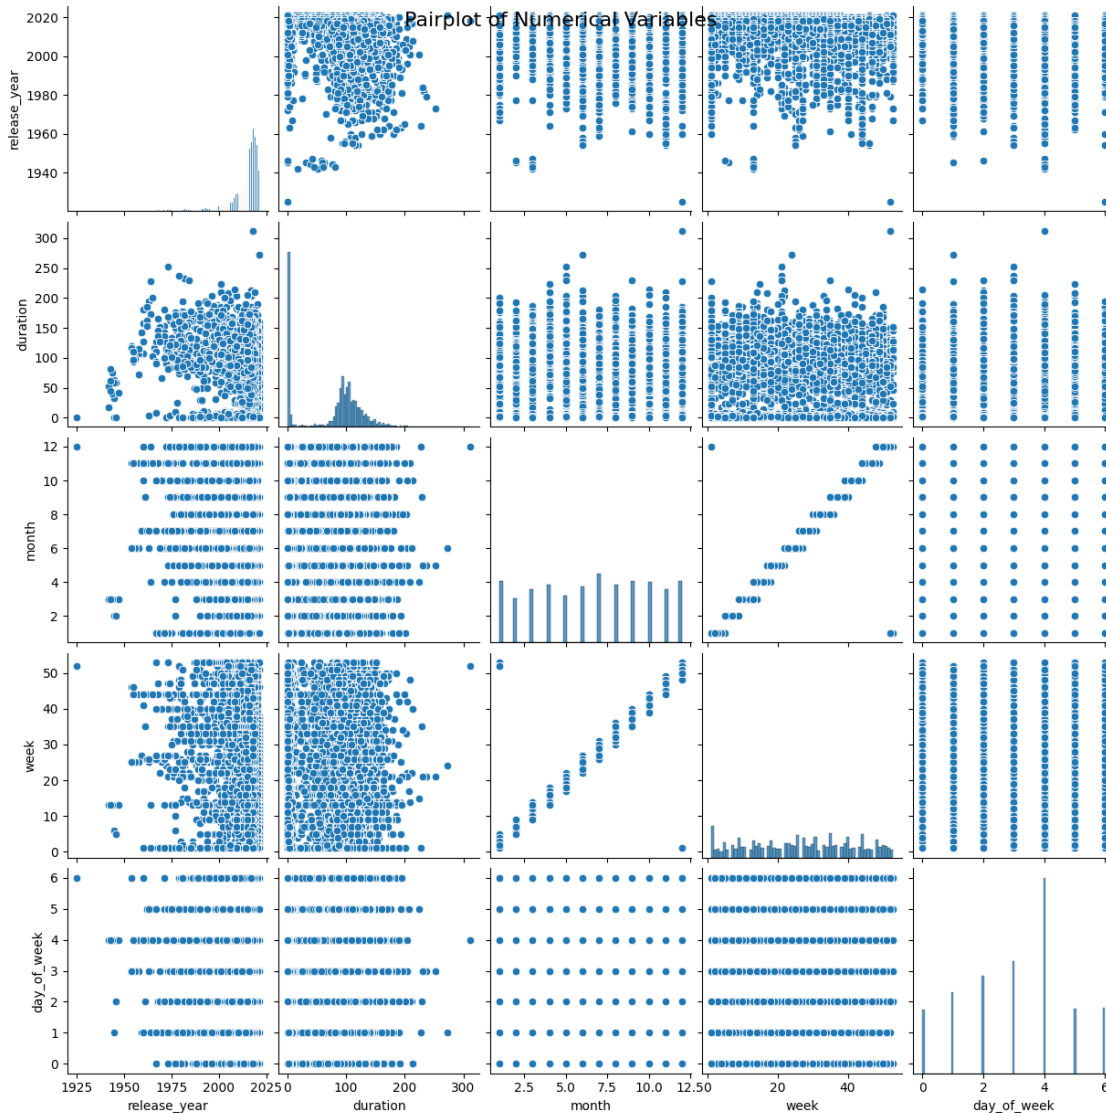 Pairplot of Numerical Variables
2020
2000
1980
1960
1940
release_year
300
250
200
150
100
50
0
duration
12
10
8
6
4
2
month
50
40
30
20
10
0
week
6
5
4
3
2
1
0
day_of_week
1925 1950 1975 2000 2025
0 100 200 300
2.5 5.0 7.5 10.0 12.5
0 20 40
0 2 4 6
release_year duration month week day_of_week